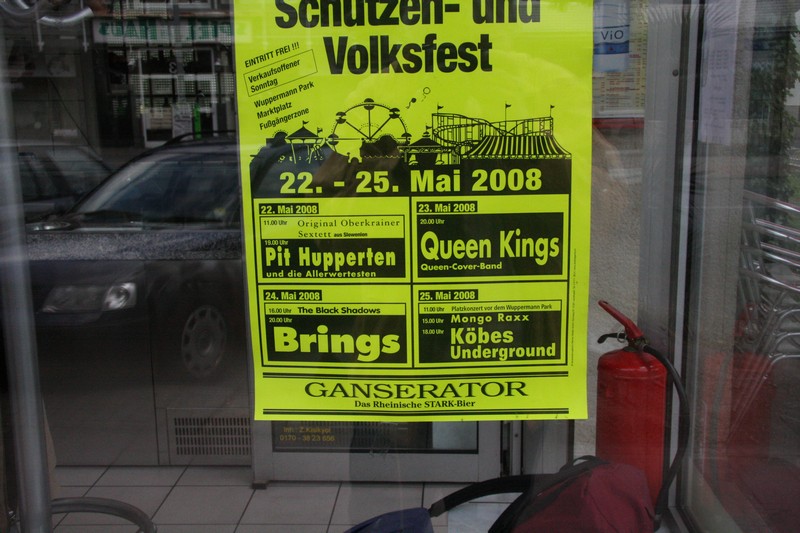 Schützen- und
Volksfest
EINTRITT FREI !!!
Verkaufsoffener
Sonntag
Wuppermann Park
Marktplatz
Fußgängerzone
22. - 25. Mai 2008
22. Mai 2008
11.00 Uhr Original Oberkrainer
Sextett aus Slowenien
19.00 Uhr
Pit Hupperten
und die Allerwertesten
23. Mai 2008
20.00 Uhr
Queen Kings
Queen-Cover-Band
24. Mai 2008
16.00 Uhr The Black Shadows
20.00 Uhr
Brings
25. Mai 2008
11.00 Uhr Platzkonzert vor dem Wuppermann Park
15.00 Uhr Mongo Raxx
18.00 Uhr Köbes
Underground
GANSERATOR
Das Rheinische STARK-Bier
ViO